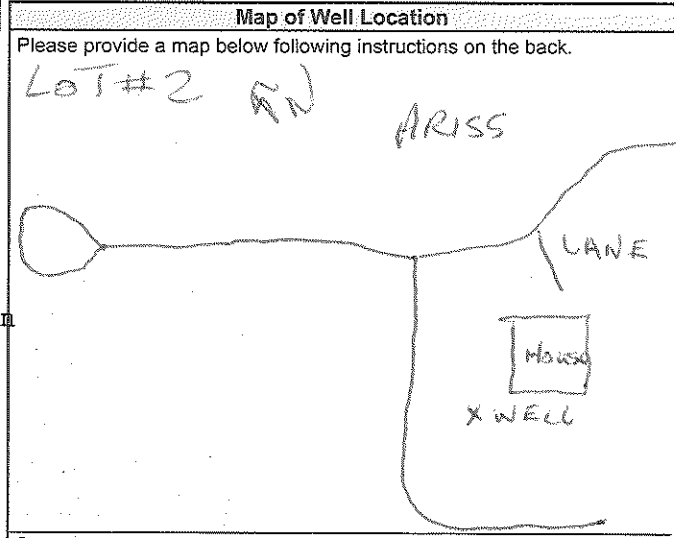 Map of Well Location
Please provide a map below following instructions on the back.
LOT#2 N
ARISS
LANE
House
X WELL